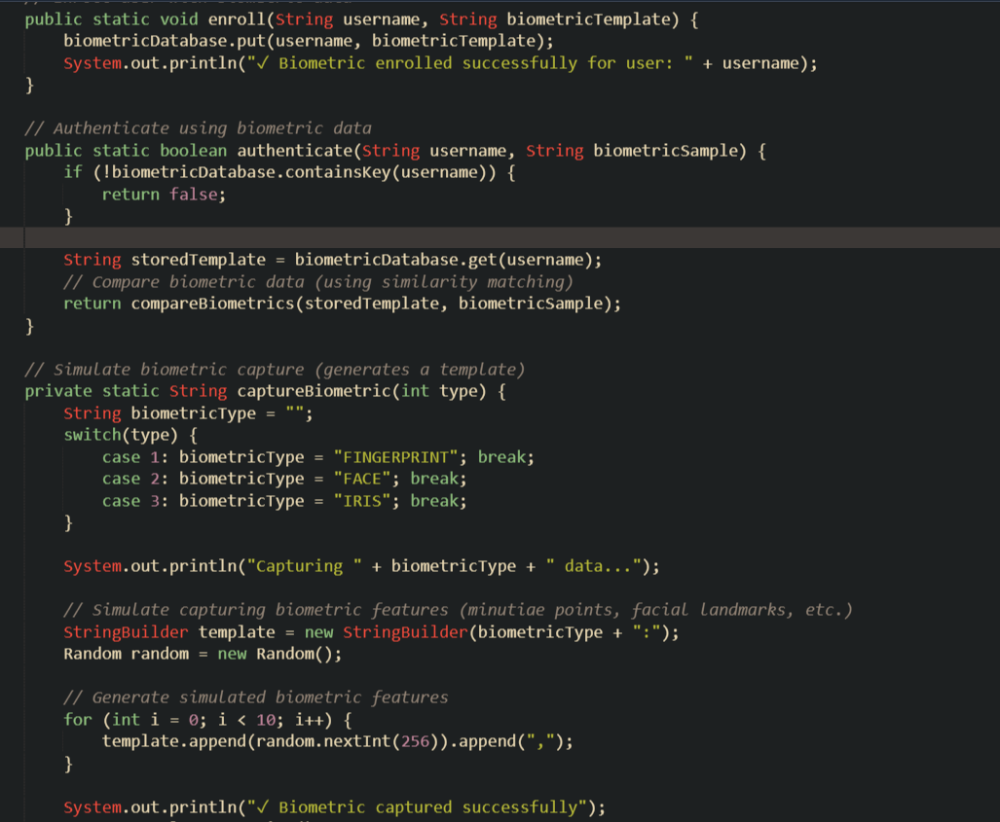 public static void enroll(String username, String biometricTemplate) {
biometricDatabase.put(username, biometricTemplate);
System.out.println("✓ Biometric enrolled successfully for user: " + username);
}
// Authenticate using biometric data
public static boolean authenticate(String username, String biometricSample) {
if (!biometricDatabase.containsKey(username)) {
return false;
}
String storedTemplate = biometricDatabase.get(username);
// Compare biometric data (using similarity matching)
return compareBiometrics(storedTemplate, biometricSample);
}
// Simulate biometric capture (generates a template)
private static String captureBiometric(int type) {
String biometricType = "";
switch(type) {
case 1: biometricType = "FINGERPRINT"; break;
case 2: biometricType = "FACE"; break;
case 3: biometricType = "IRIS"; break;
}
System.out.println("Capturing " + biometricType + " data...");
// Simulate capturing biometric features (minutiae points, facial landmarks, etc.)
StringBuilder template = new StringBuilder(biometricType + ":");
Random random = new Random();
// Generate simulated biometric features
for (int i = 0; i < 10; i++) {
template.append(random.nextInt(256)).append(",");
}
System.out.println("✓ Biometric captured successfully");